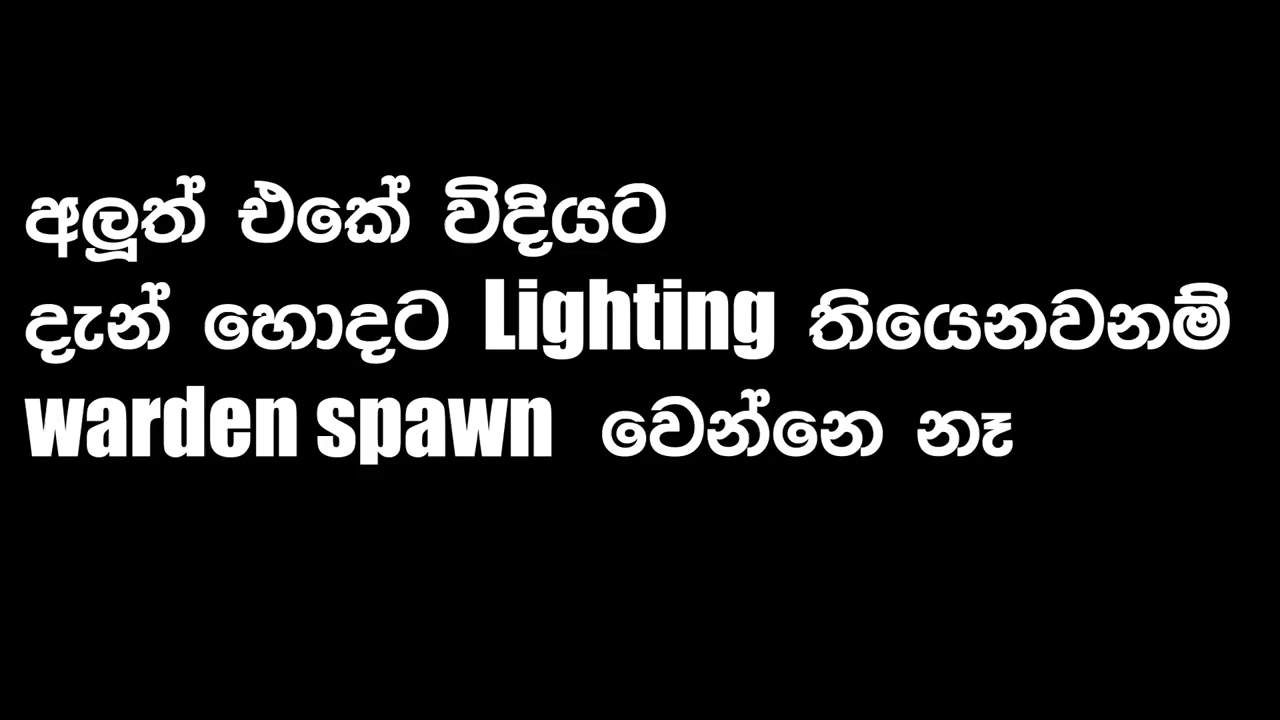 අලූත් එකේ විදියට
දැන් හොදට Lighting තියෙනවනම්
warden spawn වෙන්නෙ නෑ